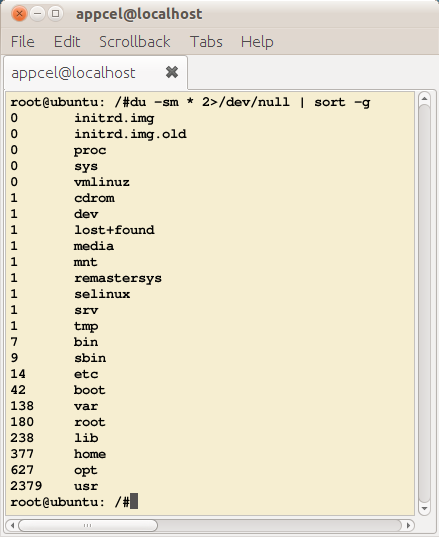 appcel@localhost
File Edit Scrollback Tabs Help
appcel@localhost
root@ubuntu: /#du -sm * 2>/dev/null | sort -g
0 initrd.img
0 initrd.img.old
0 proc
0 sys
0 vmlinuz
1 cdrom
1 dev
1 lost+found
1 media
1 mnt
1 remastersys
1 selinux
1 srv
1 tmp
7 bin
9 sbin
14 etc
42 boot
138 var
180 root
238 lib
377 home
627 opt
2379 usr
root@ubuntu: /#